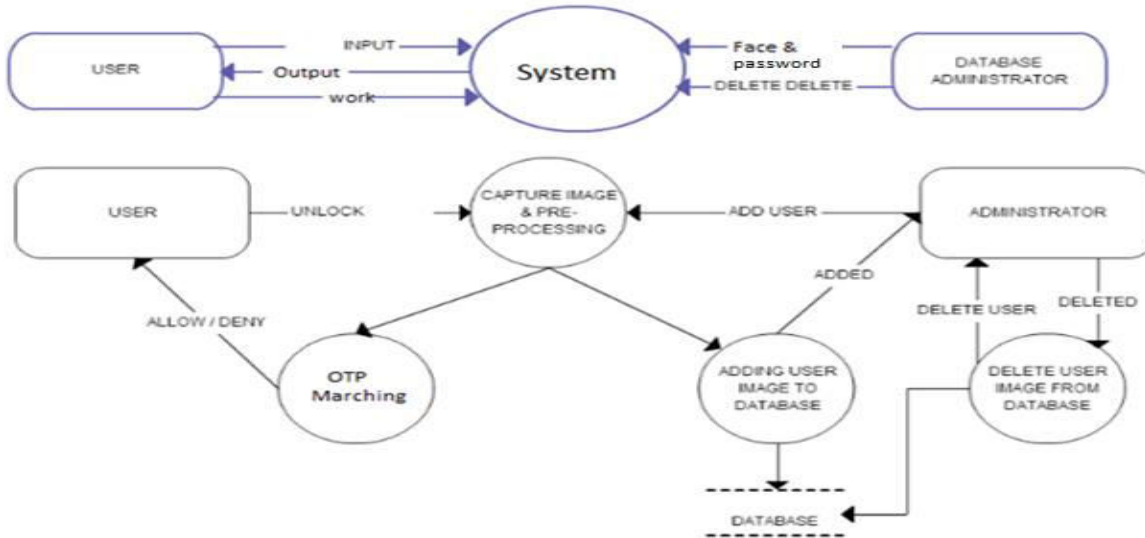 USER
INPUT
Output
work
System
Face &
password
DELETE DELETE
DATABASE
ADMINISTRATOR
USER
UNLOCK
CAPTURE IMAGE
& PRE-
PROCESSING
ADD USER
ADMINISTRATOR
ADDED
DELETE USER
DELETED
ALLOW / DENY
OTP
Marching
ADDING USER
IMAGE TO
DATABASE
DELETE USER
IMAGE FROM
DATABASE
DATABASE